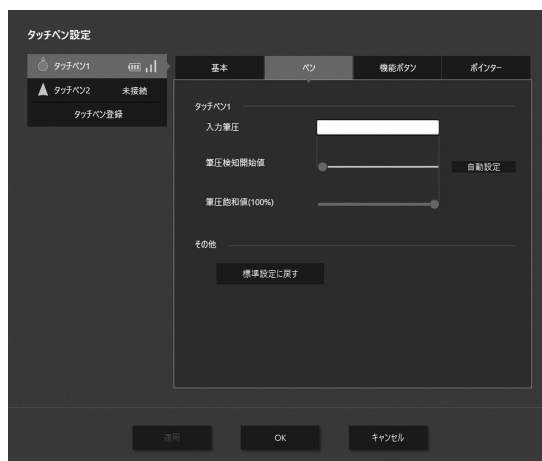 タッチペン設定
タッチペン1
タッチペン2 未接続
タッチペン登録
基本 ペン 機能ボタン ポインター
タッチペン1
入力筆圧
筆圧検知開始値 自動設定
筆圧飽和値(100%)
その他
標準設定に戻す
適用 OK キャンセル